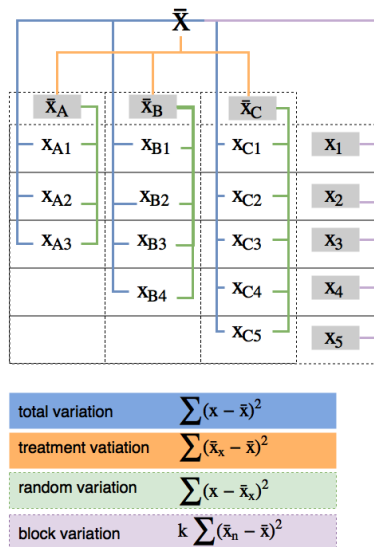 X̄
x̄A x̄B x̄C
xA1 xB1 xC1 x1
xA2 xB2 xC2 x2
xA3 xB3 xC3 x3
xB4 xC4 x4
xC5 x5
total variation ∑(x − x̄)²
treatment vatiation ∑(x̄ₓ − x̄)²
random variation ∑(x − x̄ₓ)²
block variation k ∑(x̄ₙ − x̄)²